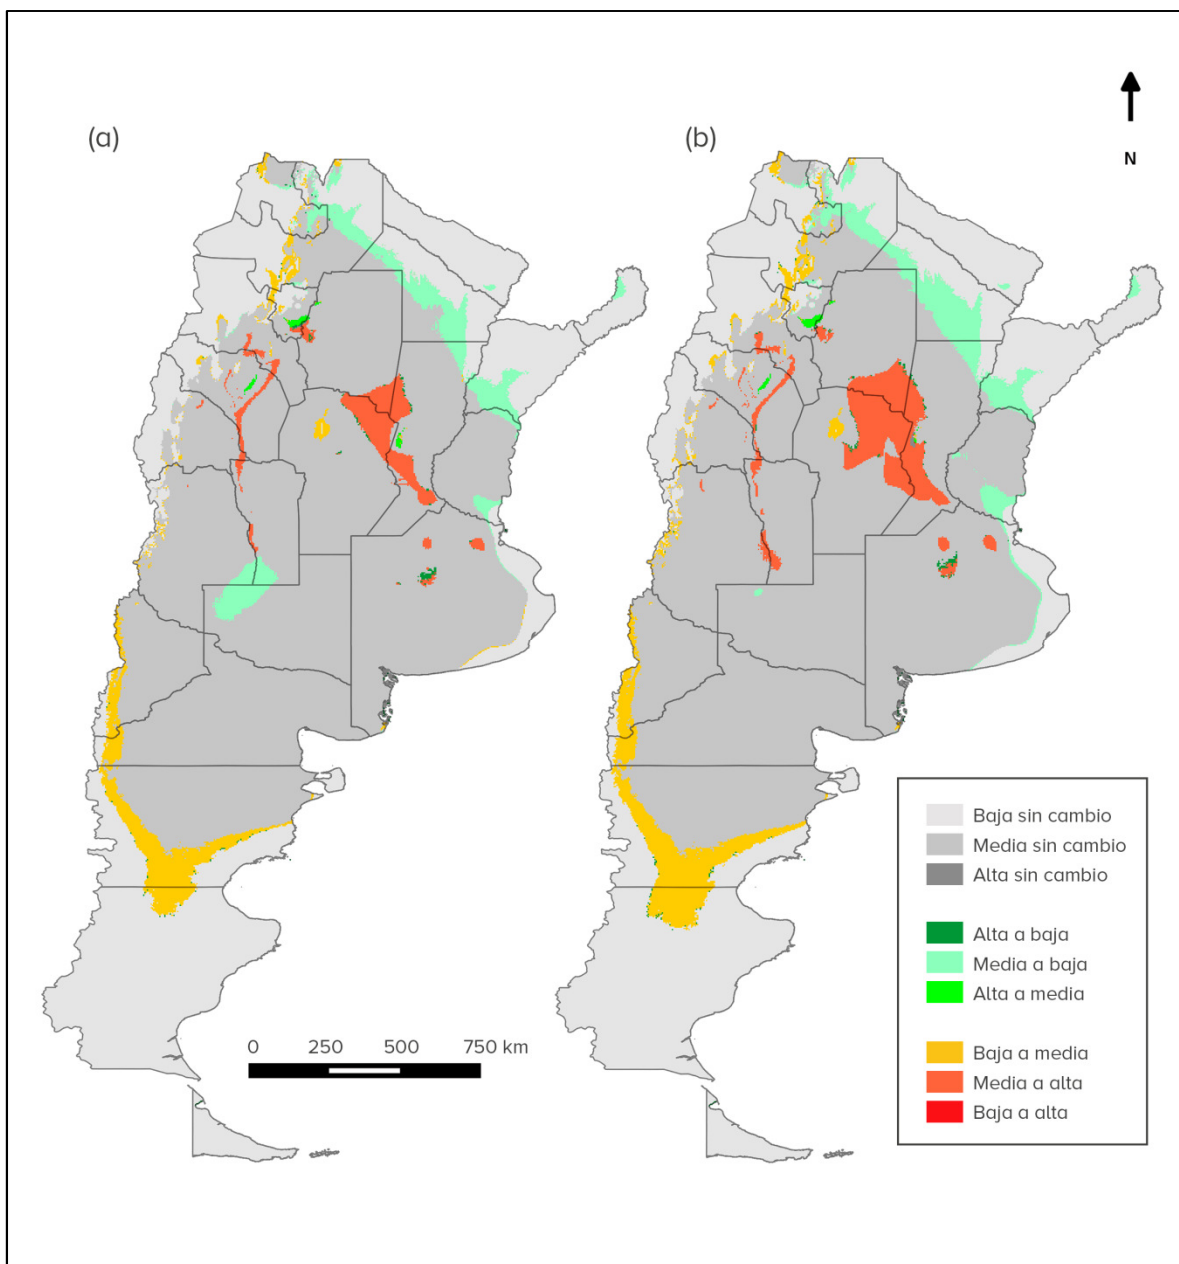 (a)
(b)
N
Baja sin cambio
Media sin cambio
Alta sin cambio
Alta a baja
Media a baja
Alta a media
Baja a media
Media a alta
Baja a alta
0 250 500 750 km